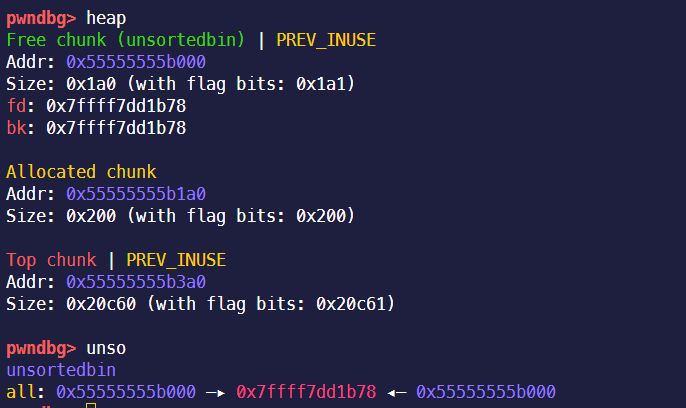 pwndbg> heap
Free chunk (unsortedbin) | PREV_INUSE
Addr: 0x55555555b000
Size: 0x1a0 (with flag bits: 0x1a1)
fd: 0x7ffff7dd1b78
bk: 0x7ffff7dd1b78
Allocated chunk
Addr: 0x55555555b1a0
Size: 0x200 (with flag bits: 0x200)
Top chunk | PREV_INUSE
Addr: 0x55555555b3a0
Size: 0x20c60 (with flag bits: 0x20c61)
pwndbg> unso
unsortedbin
all: 0x55555555b000 —▸ 0x7ffff7dd1b78 ◂— 0x55555555b000